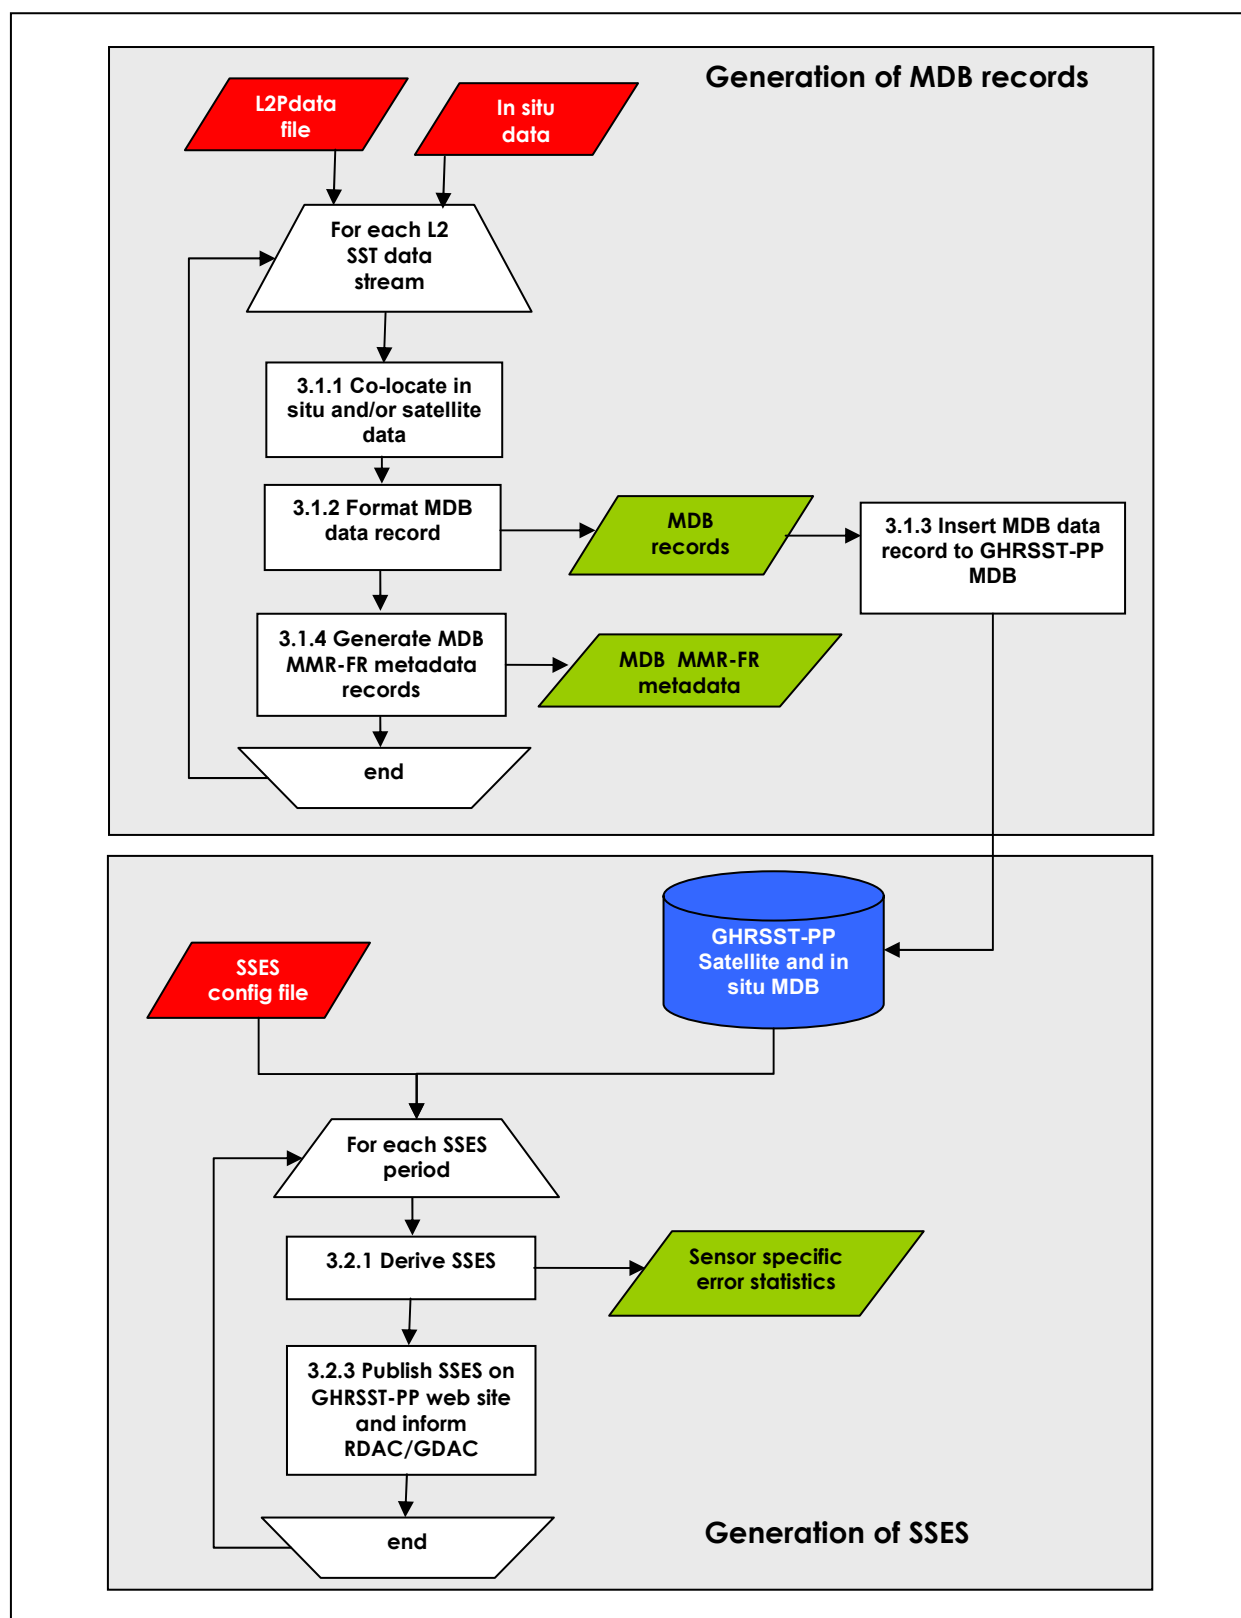 Generation of MDB records
L2Pdata
file
In situ
data
For each L2
SST data
stream
3.1.1 Co-locate in
situ and/or satellite
data
3.1.2 Format MDB
data record
MDB
records
3.1.3 Insert MDB data
record to GHRSST-PP
MDB
3.1.4 Generate MDB
MMR-FR metadata
records
MDB MMR-FR
metadata
end
GHRSST-PP
Satellite and in
situ MDB
SSES
config file
For each SSES
period
3.2.1 Derive SSES
Sensor specific
error statistics
3.2.3 Publish SSES on
GHRSST-PP web site
and inform
RDAC/GDAC
end
Generation of SSES